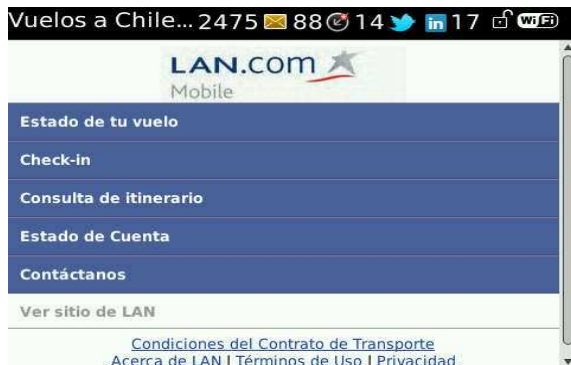 Vuelos a Chile... 2475 88 14 in 17 WiFi
LAN.com
Mobile
Estado de tu vuelo
Check-in
Consulta de itinerario
Estado de Cuenta
Contáctanos
Ver sitio de LAN
Condiciones del Contrato de Transporte
Acerca de LAN | Términos de Uso | Privacidad